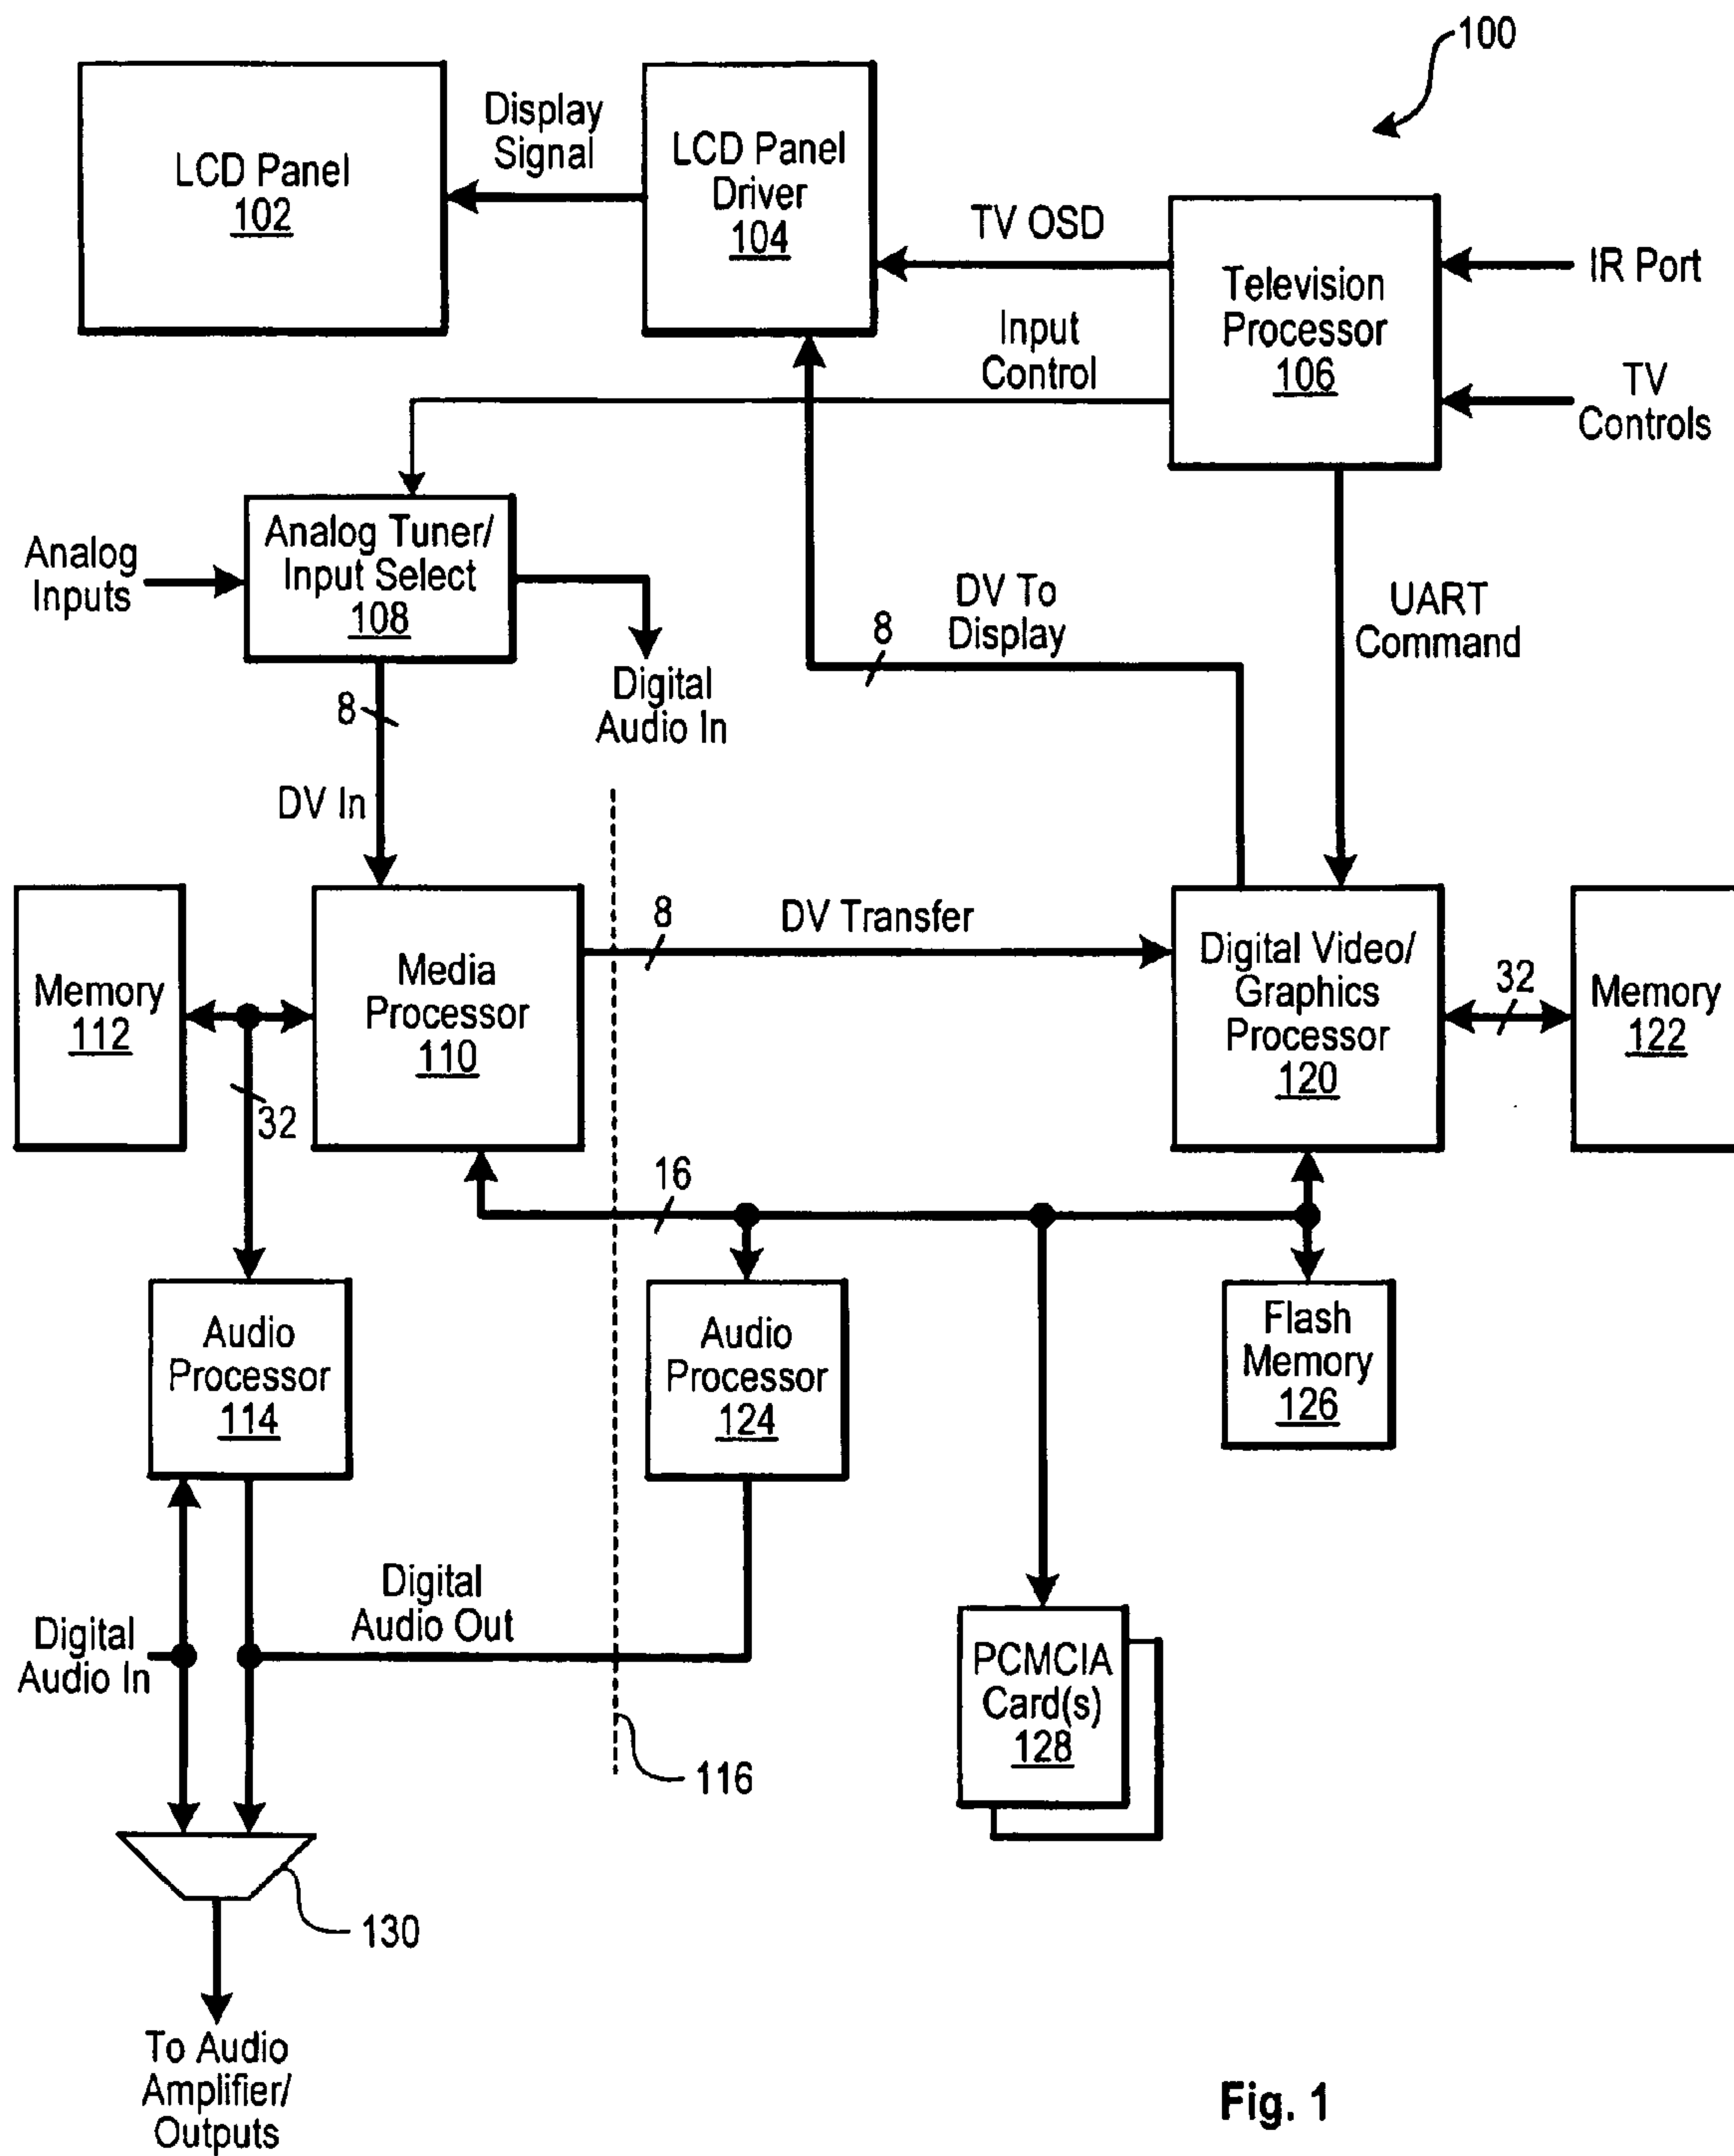 100
LCD Panel
102
Display
Signal
LCD Panel
Driver
104
TV OSD
Input
Control
Television
Processor
106
IR Port
TV
Controls
Analog
Inputs
Analog Tuner/
Input Select
108
Digital
Audio In
8
DV In
8
DV To
Display
UART
Command
Memory
112
32
Media
Processor
110
8
DV Transfer
Digital Video/
Graphics
Processor
120
32
Memory
122
16
Audio
Processor
114
Audio
Processor
124
Flash
Memory
126
Digital
Audio In
Digital
Audio Out
116
PCMCIA
Card(s)
128
130
To Audio
Amplifier/
Outputs
Fig. 1